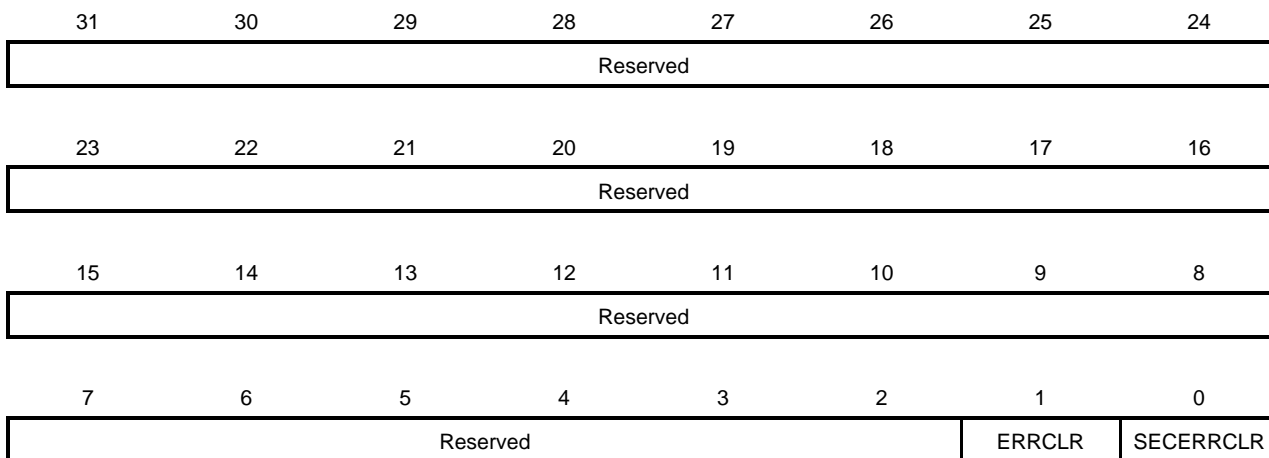 31 30 29 28 27 26 25 24
Reserved
23 22 21 20 19 18 17 16
Reserved
15 14 13 12 11 10 9 8
Reserved
7 6 5 4 3 2 1 0
Reserved ERRCLR SECERRCLR